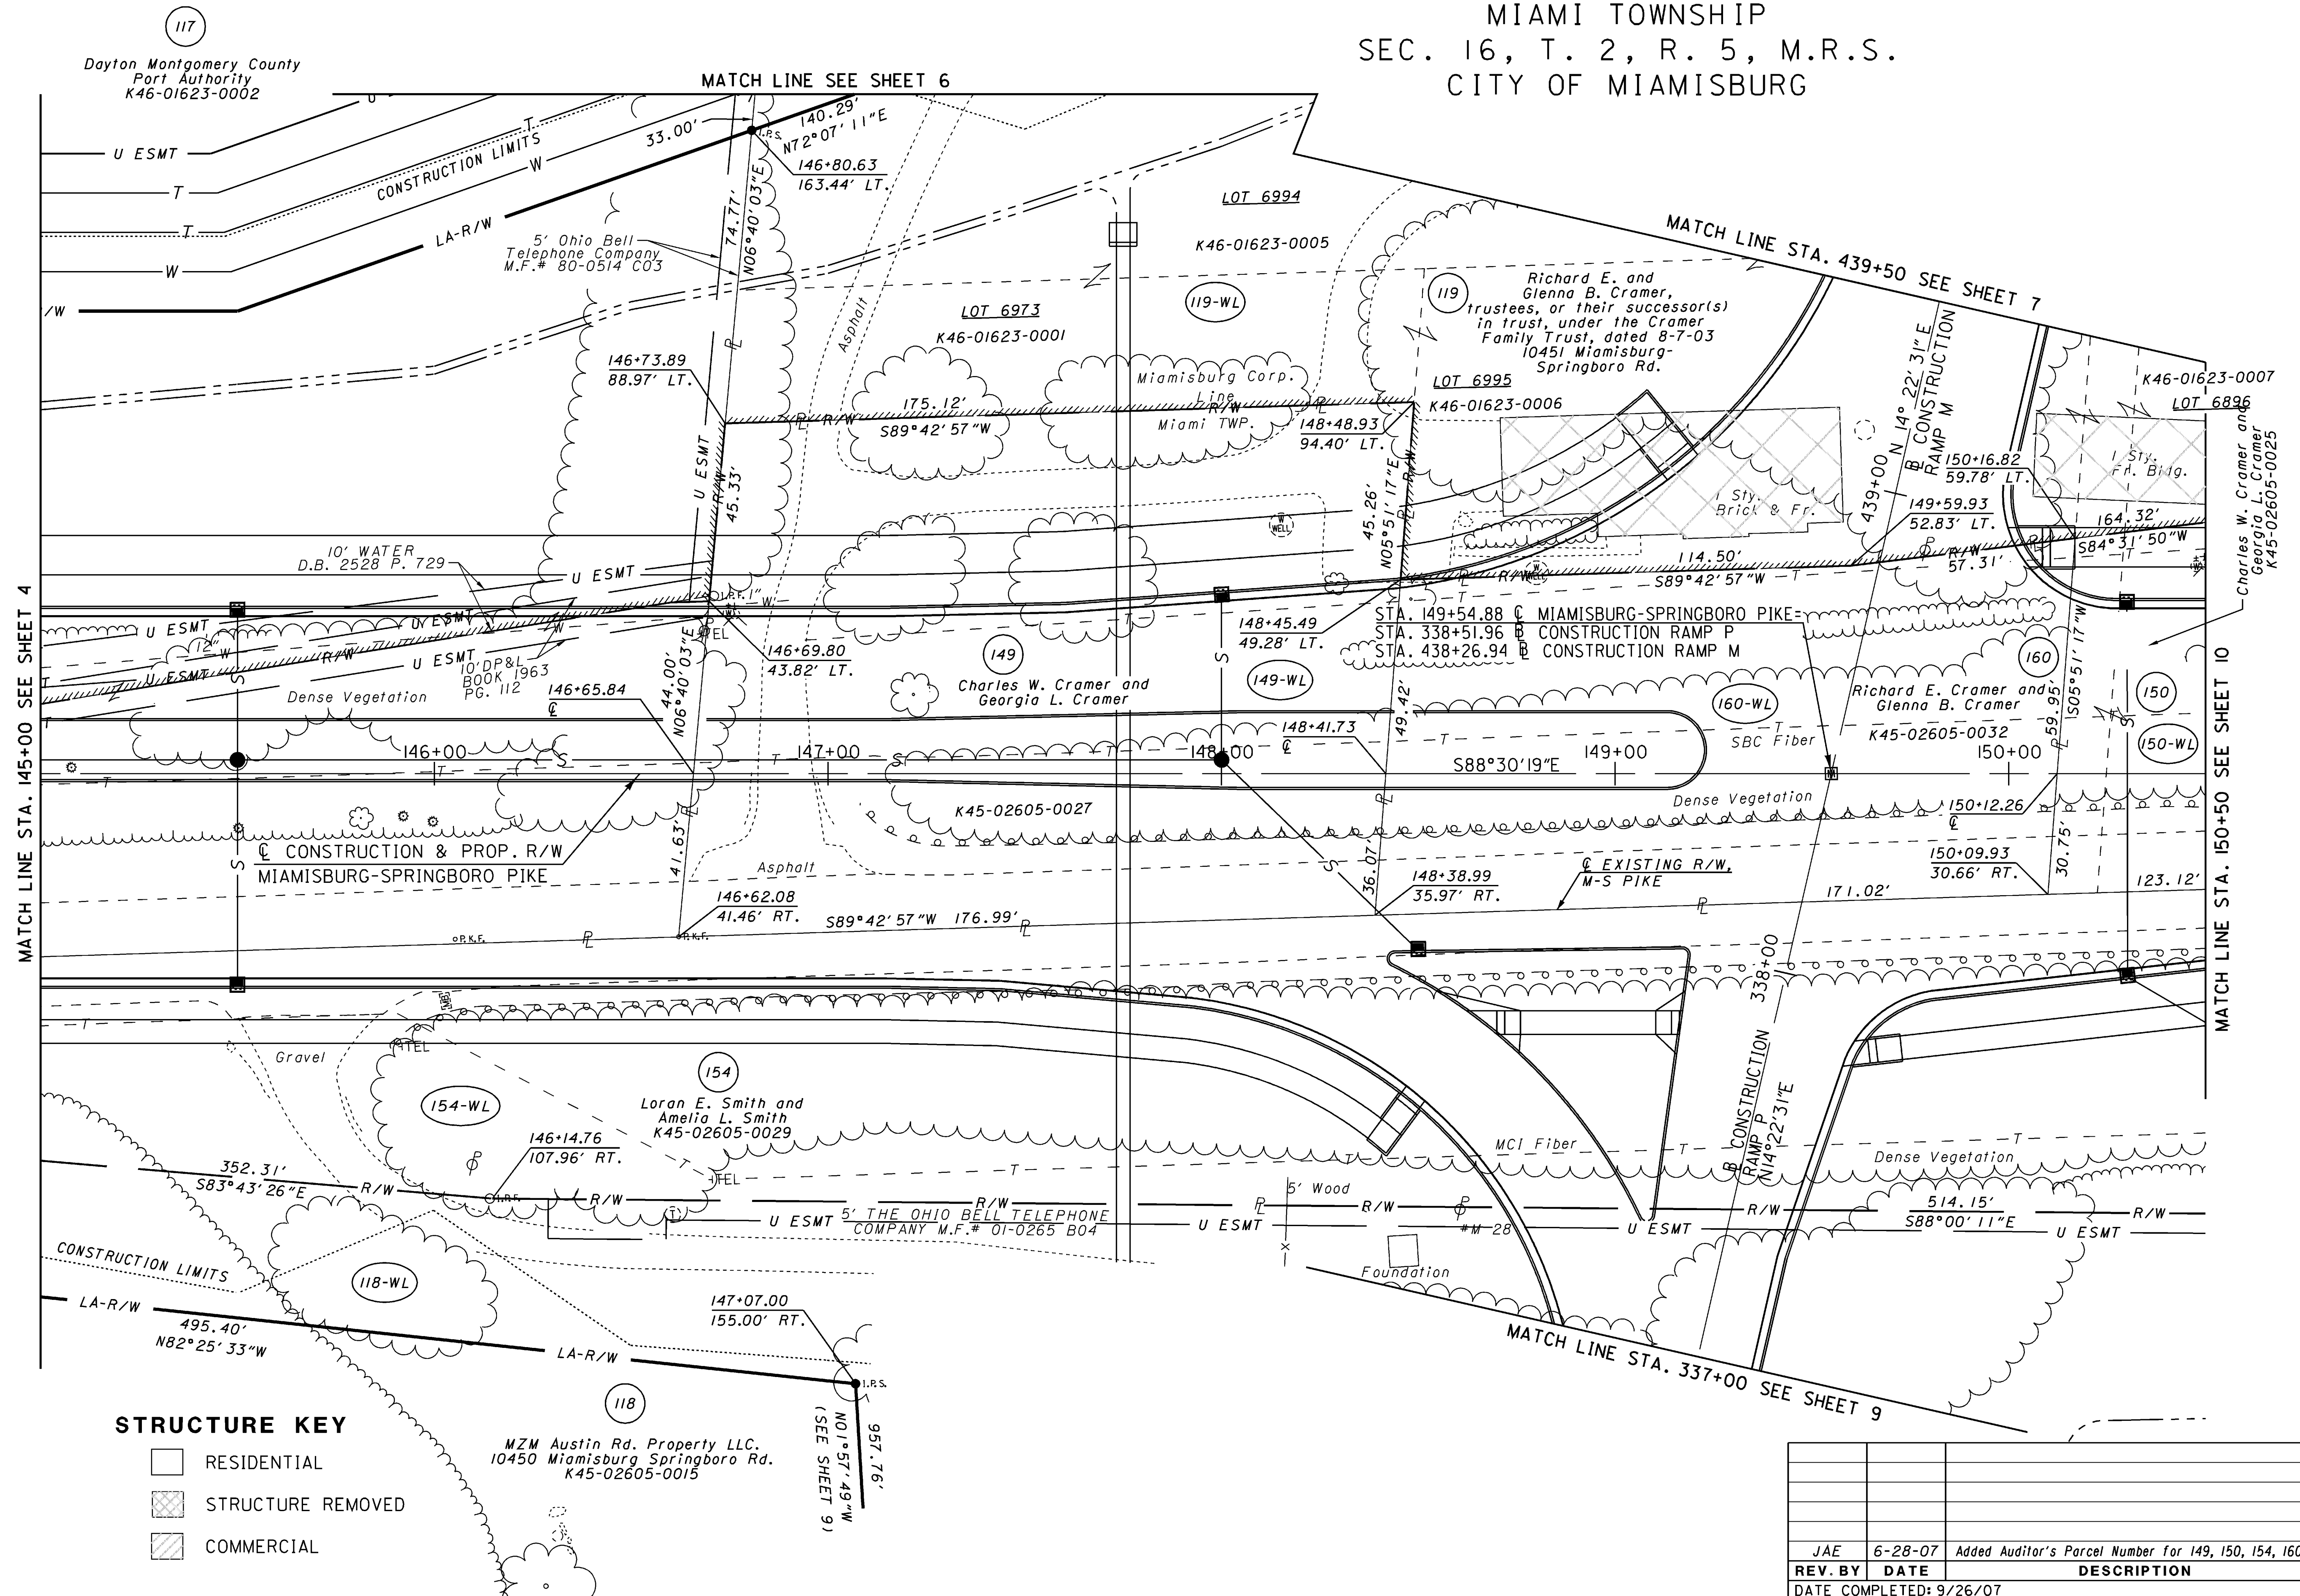 MIAMI TOWNSHIP
SEC. 16, T. 2, R. 5, M.R.S.
CITY OF MIAMISBURG
117
Dayton Montgomery County
Port Authority
K46-01623-0002
MATCH LINE SEE SHEET 6
U
T
33.00'
I.P.S.
140.29'
N72°07'11"E
U ESMT
CONSTRUCTION LIMITS
W
T
146+80.63
163.44' LT.
T
W
LA-R/W
/W
5' Ohio Bell
Telephone Company
M.F.# 80-0514 C03
74.77'
N06°40'03"E
LOT 6994
K46-01623-0005
MATCH LINE STA. 439+50 SEE SHEET 7
119-WL
119
Richard E. and
Glenna B. Cramer,
trustees, or their successor(s)
in trust, under the Cramer
Family Trust, dated 8-7-03
10451 Miamisburg-
Springboro Rd.
LOT 6973
K46-01623-0001
Asphalt
146+73.89
88.97' LT.
Miamisburg Corp.
Line
Miami TWP.
175.12'
R/W
S89°42'57"W
R/W
148+48.93
94.40' LT.
LOT 6995
K46-01623-0006
N 14° 22' 31" E
B CONSTRUCTION
RAMP M
439+00
K46-01623-0007
LOT 6896
Charles W. Cramer and
Georgia L. Cramer
K45-02605-0025
1 Sty.
Fr. Bldg.
1 Sty.
Brick & Fr.
150+16.82
59.78' LT.
149+59.93
52.83' LT.
164.32'
S84°31'50"W
U ESMT
R/W
45.33'
45.26'
N05°51'17"E
R/W
W
WELL
114.50'
R/W
57.31'
S89°42'57"W
R/W
WELL
T
10' WATER
D.B. 2528 P. 729
U ESMT
I.P.F. 1"
W
U ESMT
U ESMT
12"
W
R/W
U ESMT
U ESMT
10' DP&L
BOOK 1963
PG. 112
TEL
Dense Vegetation
146+65.84
℄
44.00'
N06°40'03"E
146+69.80
43.82' LT.
149
Charles W. Cramer and
Georgia L. Cramer
148+45.49
49.28' LT.
149-WL
STA. 149+54.88 ℄ MIAMISBURG-SPRINGBORO PIKE=
STA. 338+51.96 B CONSTRUCTION RAMP P
STA. 438+26.94 B CONSTRUCTION RAMP M
160
160-WL
Richard E. Cramer and
Glenna B. Cramer
K45-02605-0032
59.95'
S05°51'17"W
150
150-WL
148+41.73
℄
49.42'
SBC Fiber
146+00
147+00
148+00
149+00
150+00
S88°30'19"E
K45-02605-0027
Dense Vegetation
150+12.26
℄
℄ CONSTRUCTION & PROP. R/W
MIAMISBURG-SPRINGBORO PIKE
41.63'
Asphalt
36.07'
℄ EXISTING R/W,
M-S PIKE
150+09.93
30.66' RT.
30.75'
123.12'
146+62.08
41.46' RT.
148+38.99
35.97' RT.
171.02'
P.K.F.
P.K.F.
S89°42'57"W 176.99'
MATCH LINE STA. 145+00 SEE SHEET 4
MATCH LINE STA. 150+50 SEE SHEET 10
338+00
B CONSTRUCTION
RAMP P
N14°22'31"E
Gravel
TEL
154
154-WL
Loran E. Smith and
Amelia L. Smith
K45-02605-0029
MCI Fiber
Dense Vegetation
146+14.76
107.96' RT.
TEL
352.31'
S83°43'26"E
R/W
I.P.F.
R/W
R/W
5' Wood
R/W
R/W
514.15'
S88°00'11"E
R/W
U ESMT
5' THE OHIO BELL TELEPHONE
COMPANY M.F.# 01-0265 B04
U ESMT
#M-28
U ESMT
U ESMT
Foundation
CONSTRUCTION LIMITS
118-WL
LA-R/W
495.40'
N82°25'33"W
147+07.00
155.00' RT.
LA-R/W
I.P.S.
MATCH LINE STA. 337+00 SEE SHEET 9
118
MZM Austin Rd. Property LLC.
10450 Miamisburg Springboro Rd.
K45-02605-0015
957.76'
N01°57'49"W
(SEE SHEET 9)
STRUCTURE KEY
RESIDENTIAL
STRUCTURE REMOVED
COMMERCIAL
JAE 6-28-07 Added Auditor's Parcel Number for 149, 150, 154, 160
REV. BY DATE DESCRIPTION
DATE COMPLETED: 9/26/07